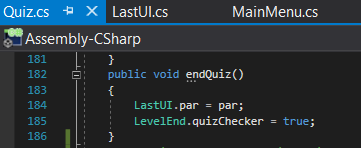 Quiz.cs LastUI.cs MainMenu.cs
Assembly-CSharp
181 }
182 public void endQuiz()
183 {
184 LastUI.par = par;
185 LevelEnd.quizChecker = true;
186 }